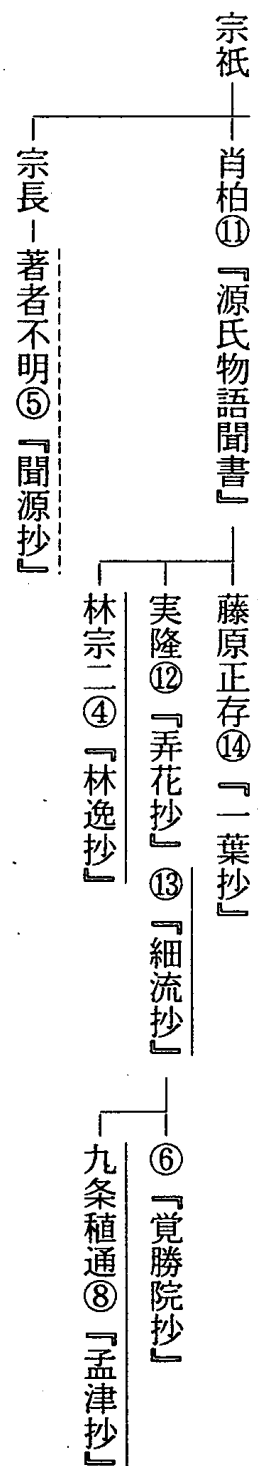 宗祇
肖柏⑪『源氏物語聞書』
宗長
著者不明⑤『聞源抄』
藤原正存⑭『一葉抄』
実隆⑫『弄花抄』⑬『細流抄』
林宗二④『林逸抄』
⑥『覚勝院抄』
九条稙通⑧『孟津抄』